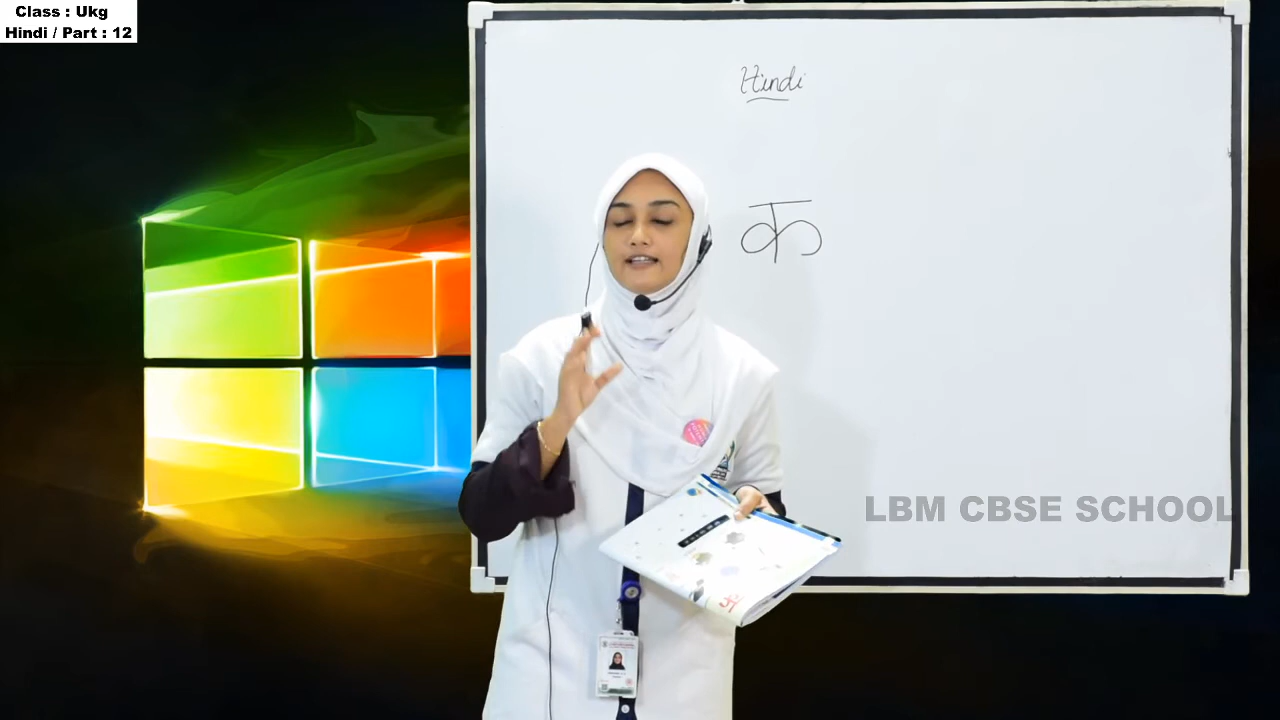 Class : Ukg
Hindi / Part : 12
Hindi
क
LBM CBSE SCHOOL